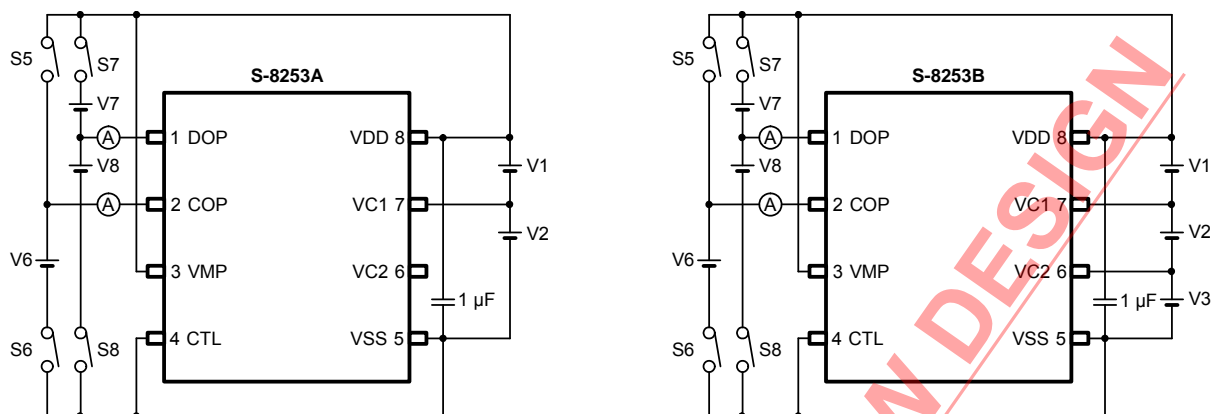 S-8253A
S5
S7
V7
A
1 DOP
VDD 8
V8
V1
A
2 COP
VC1 7
V2
V6
3 VMP
VC2 6
1 µF
S6
S8
4 CTL
VSS 5
S-8253B
S5
S7
V7
A
1 DOP
VDD 8
V8
V1
A
2 COP
VC1 7
V2
V6
3 VMP
VC2 6
1 µF
V3
S6
S8
4 CTL
VSS 5
W DESIGN